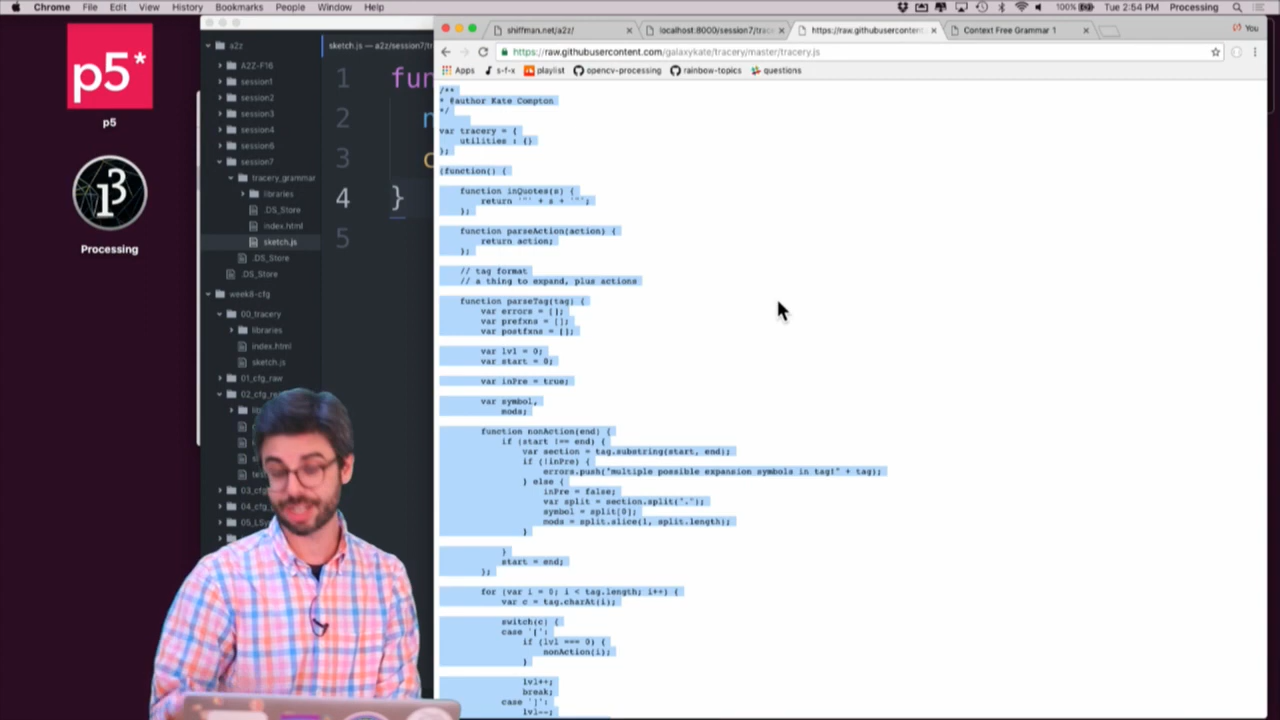 Chrome File Edit View History Bookmarks People Window Help 100% Tue 2:54 PM Processing
p5*
p5
Processing
a2z
A2Z-F16
session1
session2
session3
session4
session6
session7
tracery_grammar
libraries
.DS_Store
index.html
sketch.js
.DS_Store
.DS_Store
week8-cfg
00_tracery
libraries
index.html
sketch.js
01_cfg_raw
sketch.js — a2z/session7/tr
1 fun
2
3
4 }
5
shiffman.net/a2z/
localhost:8000/session7/trac
https://raw.githubusercontent
Context Free Grammar 1
You
https://raw.githubusercontent.com/galaxykate/tracery/master/tracery.js
Apps s-f-x playlist opencv-processing rainbow-topics questions
/**
* @author Kate Compton
*/
var tracery = {
utilities : {}
};
(function() {
function inQuotes(s) {
return '"' + s + '"';
};
function parseAction(action) {
return action;
};
// tag format
// a thing to expand, plus actions
function parseTag(tag) {
var errors = [];
var prefxns = [];
var postfxns = [];
var lvl = 0;
var start = 0;
var inPre = true;
var symbol,
mods;
function nonAction(end) {
if (start !== end) {
var section = tag.substring(start, end);
if (!inPre) {
errors.push("multiple possible expansion symbols in tag!" + tag);
} else {
inPre = false;
var split = section.split(".");
symbol = split[0];
mods = split.slice(1, split.length);
}
}
start = end;
};
for (var i = 0; i < tag.length; i++) {
var c = tag.charAt(i);
switch(c) {
case '[':
if (lvl === 0) {
nonAction(i);
}
lvl++;
break;
case ']':
lvl--;